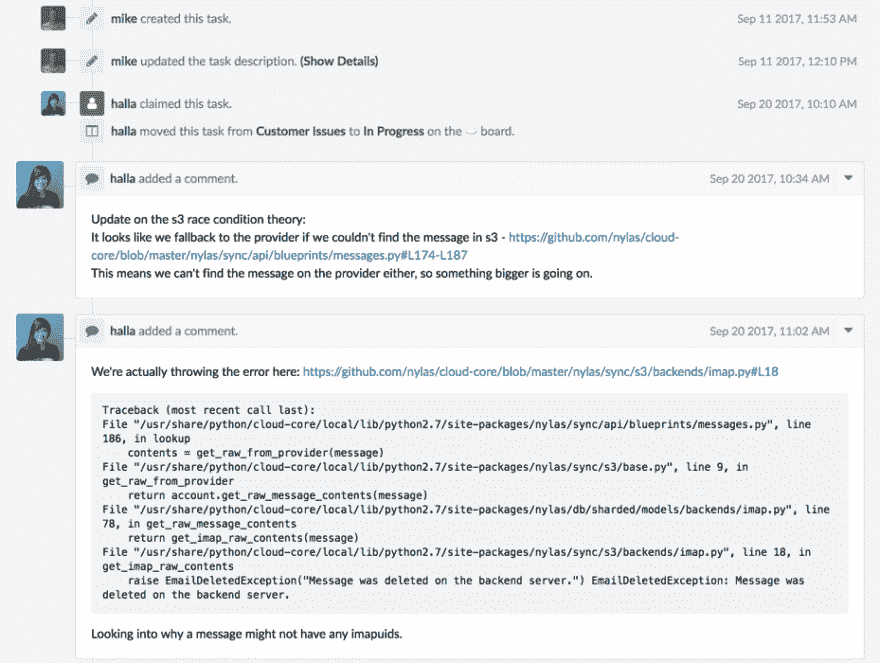 mike created this task. Sep 11 2017, 11:53 AM
mike updated the task description. (Show Details) Sep 11 2017, 12:10 PM
halla claimed this task. Sep 20 2017, 10:10 AM
halla moved this task from Customer Issues to In Progress on the board.
halla added a comment. Sep 20 2017, 10:34 AM
Update on the s3 race condition theory:
It looks like we fallback to the provider if we couldn't find the message in s3 - https://github.com/nylas/cloud-
core/blob/master/nylas/sync/api/blueprints/messages.py#L174-L187
This means we can't find the message on the provider either, so something bigger is going on.
halla added a comment. Sep 20 2017, 11:02 AM
We're actually throwing the error here: https://github.com/nylas/cloud-core/blob/master/nylas/sync/s3/backends/imap.py#L18
Traceback (most recent call last):
File "/usr/share/python/cloud-core/local/lib/python2.7/site-packages/nylas/sync/api/blueprints/messages.py", line
186, in lookup
contents = get_raw_from_provider(message)
File "/usr/share/python/cloud-core/local/lib/python2.7/site-packages/nylas/sync/s3/base.py", line 9, in
get_raw_from_provider
return account.get_raw_message_contents(message)
File "/usr/share/python/cloud-core/local/lib/python2.7/site-packages/nylas/db/sharded/models/backends/imap.py", line
78, in get_raw_message_contents
return get_imap_raw_contents(message)
File "/usr/share/python/cloud-core/local/lib/python2.7/site-packages/nylas/sync/s3/backends/imap.py", line 18, in
get_imap_raw_contents
raise EmailDeletedException("Message was deleted on the backend server.") EmailDeletedException: Message was
deleted on the backend server.
Looking into why a message might not have any imapuids.